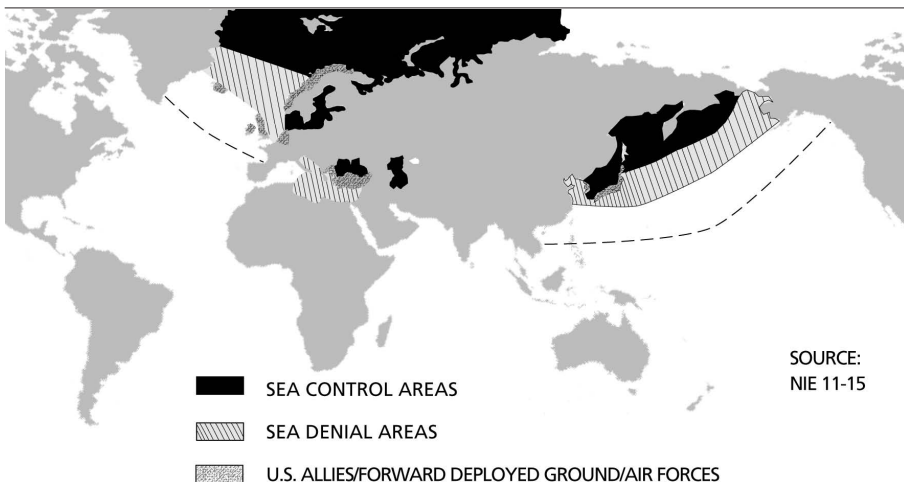 SOURCE:
NIE 11-15
SEA CONTROL AREAS
SEA DENIAL AREAS
U.S. ALLIES/FORWARD DEPLOYED GROUND/AIR FORCES